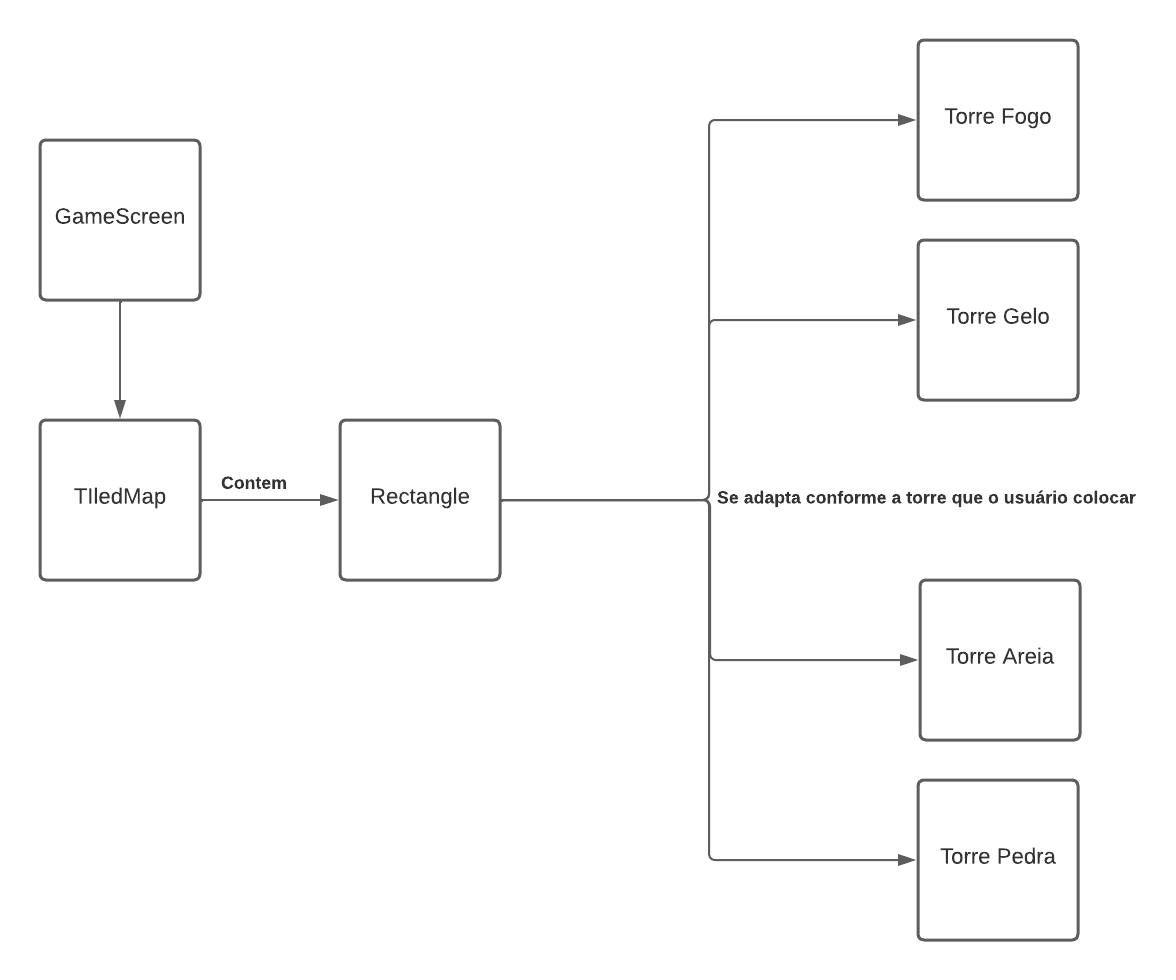 Torre Fogo
GameScreen
Torre Gelo
TIledMap
Contem
Rectangle
Se adapta conforme a torre que o usuário colocar
Torre Areia
Torre Pedra